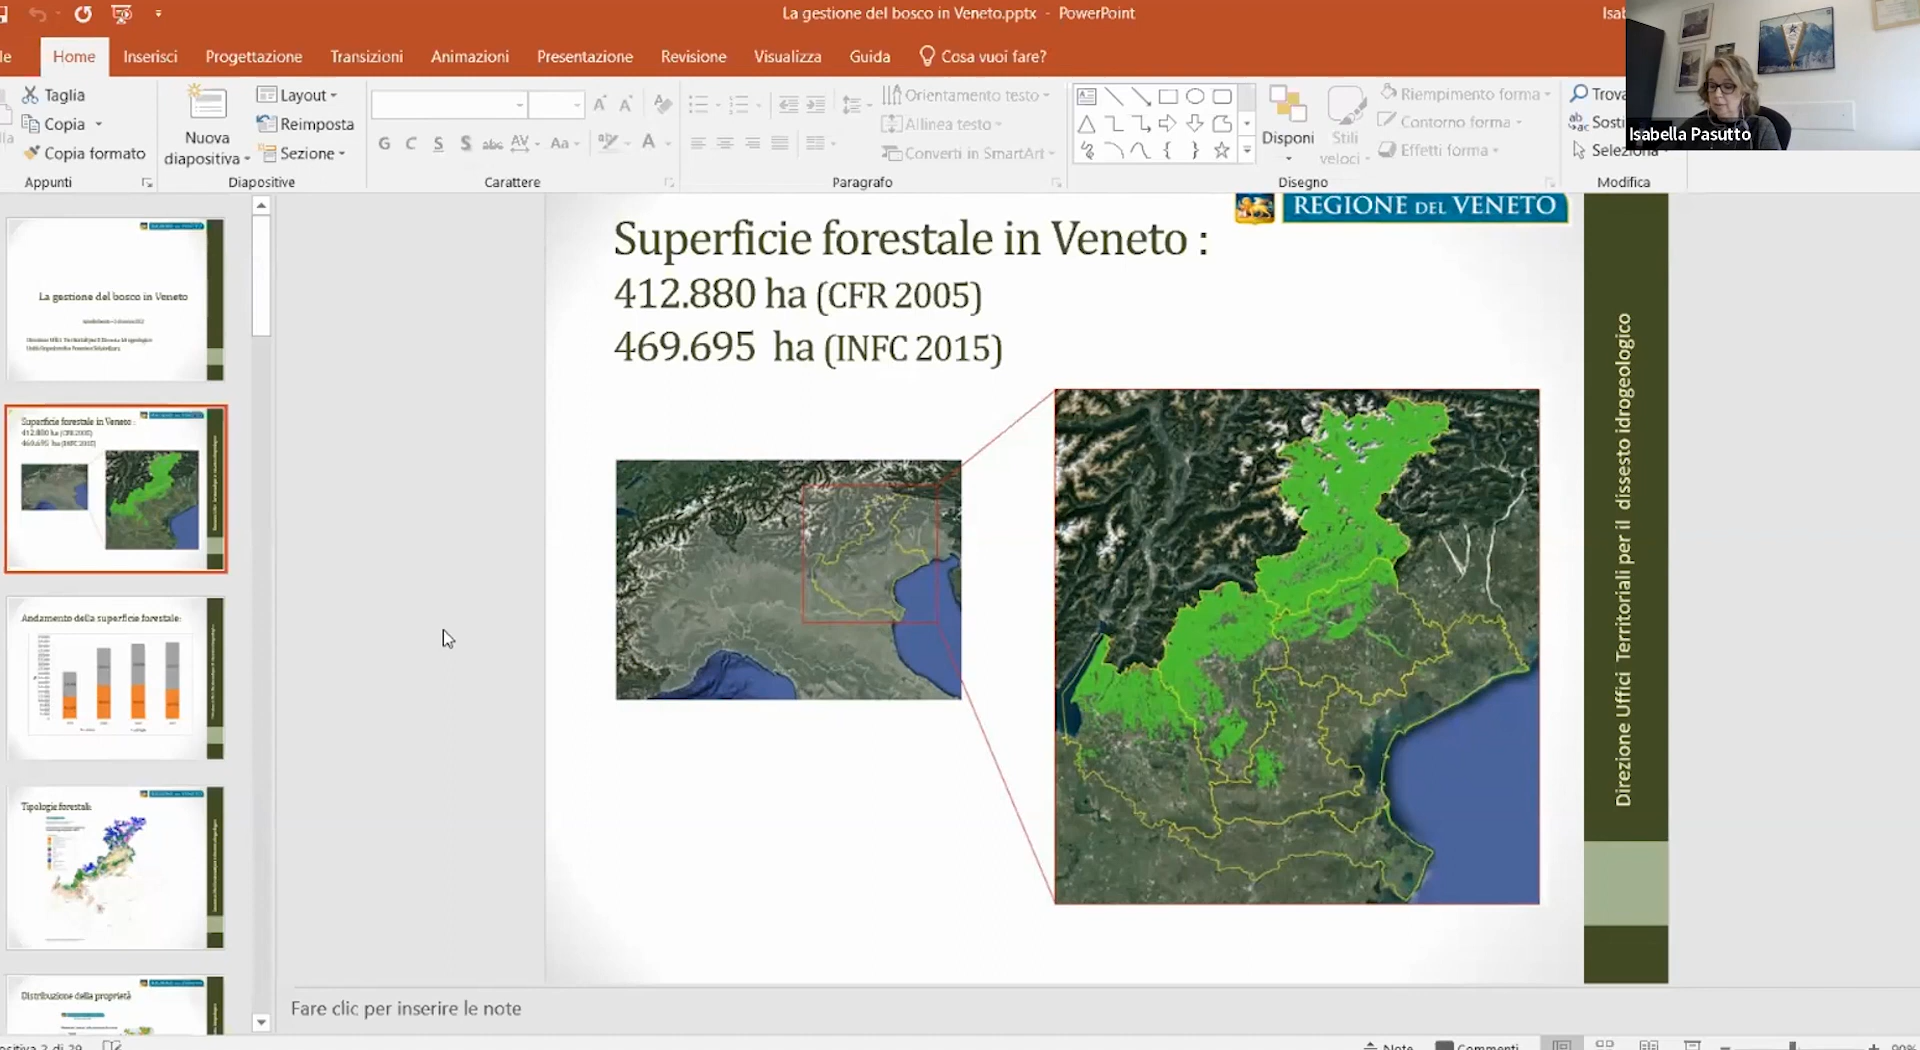 La gestione del bosco in Veneto.pptx - PowerPoint
Home Inserisci Progettazione Transizioni Animazioni Presentazione Revisione Visualizza Guida Cosa vuoi fare?
Taglia
Copia
Copia formato
Appunti
Nuova
diapositiva
Layout
Reimposta
Sezione
Diapositive
G C S S abc AV Aa A
Carattere
Orientamento testo
Allinea testo
Converti in SmartArt
Paragrafo
Disponi
Stili
veloci
Riempimento forma
Contorno forma
Effetti forma
Disegno
Seleziona
Modifica
Isabella Pasutto
La gestione del bosco in Veneto
Superficie forestale in Veneto :
412.880 ha (CFR 2005)
469.695 ha (INFC 2015)
Andamento della superficie forestale:
Tipologie forestali:
Distribuzione della proprietà
REGIONE DEL VENETO
Superficie forestale in Veneto :
412.880 ha (CFR 2005)
469.695 ha (INFC 2015)
Direzione Uffici Territoriali per il dissesto idrogeologico
Fare clic per inserire le note
Note
Commenti
90%